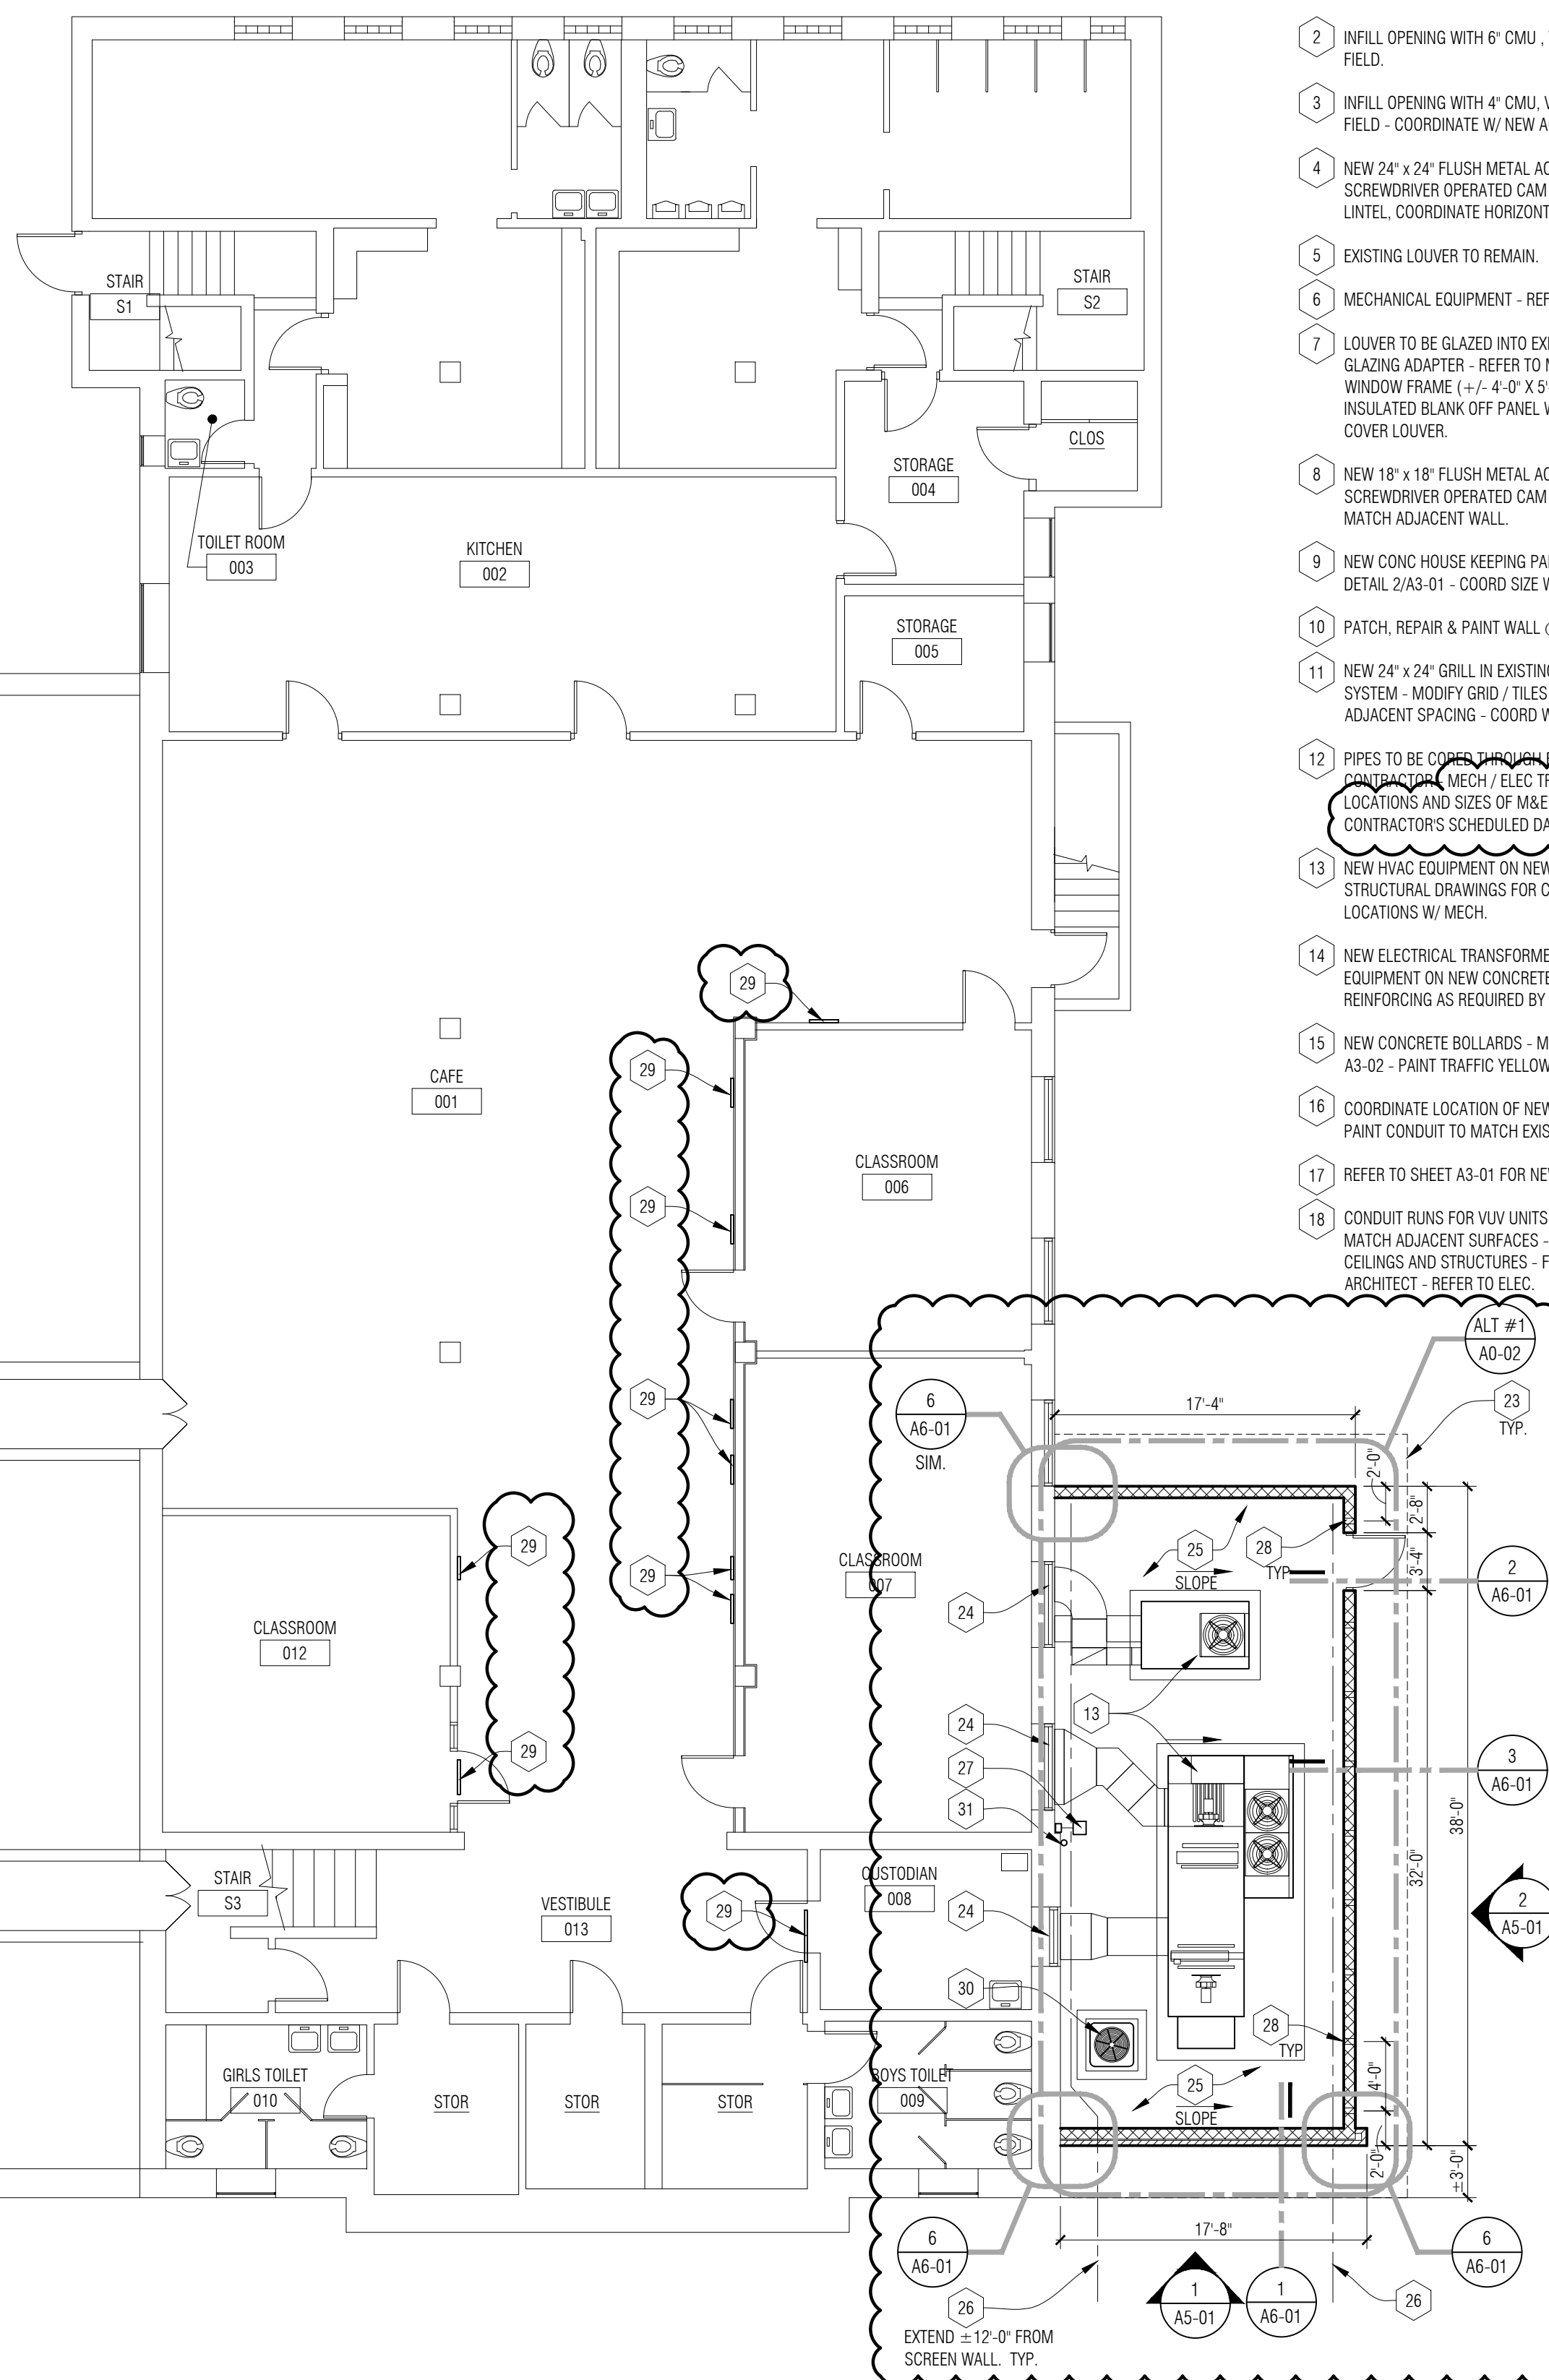 2
INFILL OPENING WITH 6" CMU ,
FIELD.
3
INFILL OPENING WITH 4" CMU,
FIELD - COORDINATE W/ NEW
4
NEW 24" x 24" FLUSH METAL
SCREWDRIVER OPERATED CAM
LINTEL, COORDINATE
5
EXISTING LOUVER TO REMAIN.
6
MECHANICAL EQUIPMENT -
7
LOUVER TO BE GLAZED INTO
GLAZING ADAPTER - REFER TO
WINDOW FRAME (+/- 4'-0" X
INSULATED BLANK OFF PANEL
COVER LOUVER.
8
NEW 18" x 18" FLUSH METAL
SCREWDRIVER OPERATED CAM
MATCH ADJACENT WALL.
9
NEW CONC HOUSE KEEPING
DETAIL 2/A3-01 - COORD SIZE
10
PATCH, REPAIR & PAINT WALL
11
NEW 24" x 24" GRILL IN
SYSTEM - MODIFY GRID / TILES
ADJACENT SPACING - COORD
12
PIPES TO BE CORED THROUGH
CONTRACTOR - MECH / ELEC
LOCATIONS AND SIZES OF M&E
CONTRACTOR'S SCHEDULED
13
NEW HVAC EQUIPMENT ON NEW
STRUCTURAL DRAWINGS FOR
LOCATIONS W/ MECH.
14
NEW ELECTRICAL
EQUIPMENT ON NEW
REINFORCING AS REQUIRED BY
15
NEW CONCRETE BOLLARDS -
A3-02 - PAINT TRAFFIC YELLOW
16
COORDINATE LOCATION OF NEW
PAINT CONDUIT TO MATCH
17
REFER TO SHEET A3-01 FOR
18
CONDUIT RUNS FOR VUV UNITS
MATCH ADJACENT SURFACES -
CEILINGS AND STRUCTURES -
ARCHITECT - REFER TO ELEC.
STAIR
S1
STAIR
S2
CLOS
STORAGE
004
TOILET ROOM
003
KITCHEN
002
STORAGE
005
29
29
CAFE
001
CLASSROOM
006
29
29
29
29
29
CLASSROOM
007
CLASSROOM
012
STAIR
S3
VESTIBULE
013
29
CUSTODIAN
008
GIRLS TOILET
010
STOR
STOR
STOR
BOYS TOILET
009
ALT #1
A0-02
23
TYP.
6
A6-01
SIM.
17'-4"
2'-0"
2'-8"
3'-4"
25
SLOPE
28
TYP
2
A6-01
24
13
24
27
31
3
A6-01
38'-0"
32'-0"
2
A5-01
24
30
28
TYP
25
SLOPE
4'-0"
2'-0"
±3'-0"
17'-8"
6
A6-01
6
A6-01
1
A5-01
1
A6-01
26
26
EXTEND ±12'-0" FROM
SCREEN WALL. TYP.